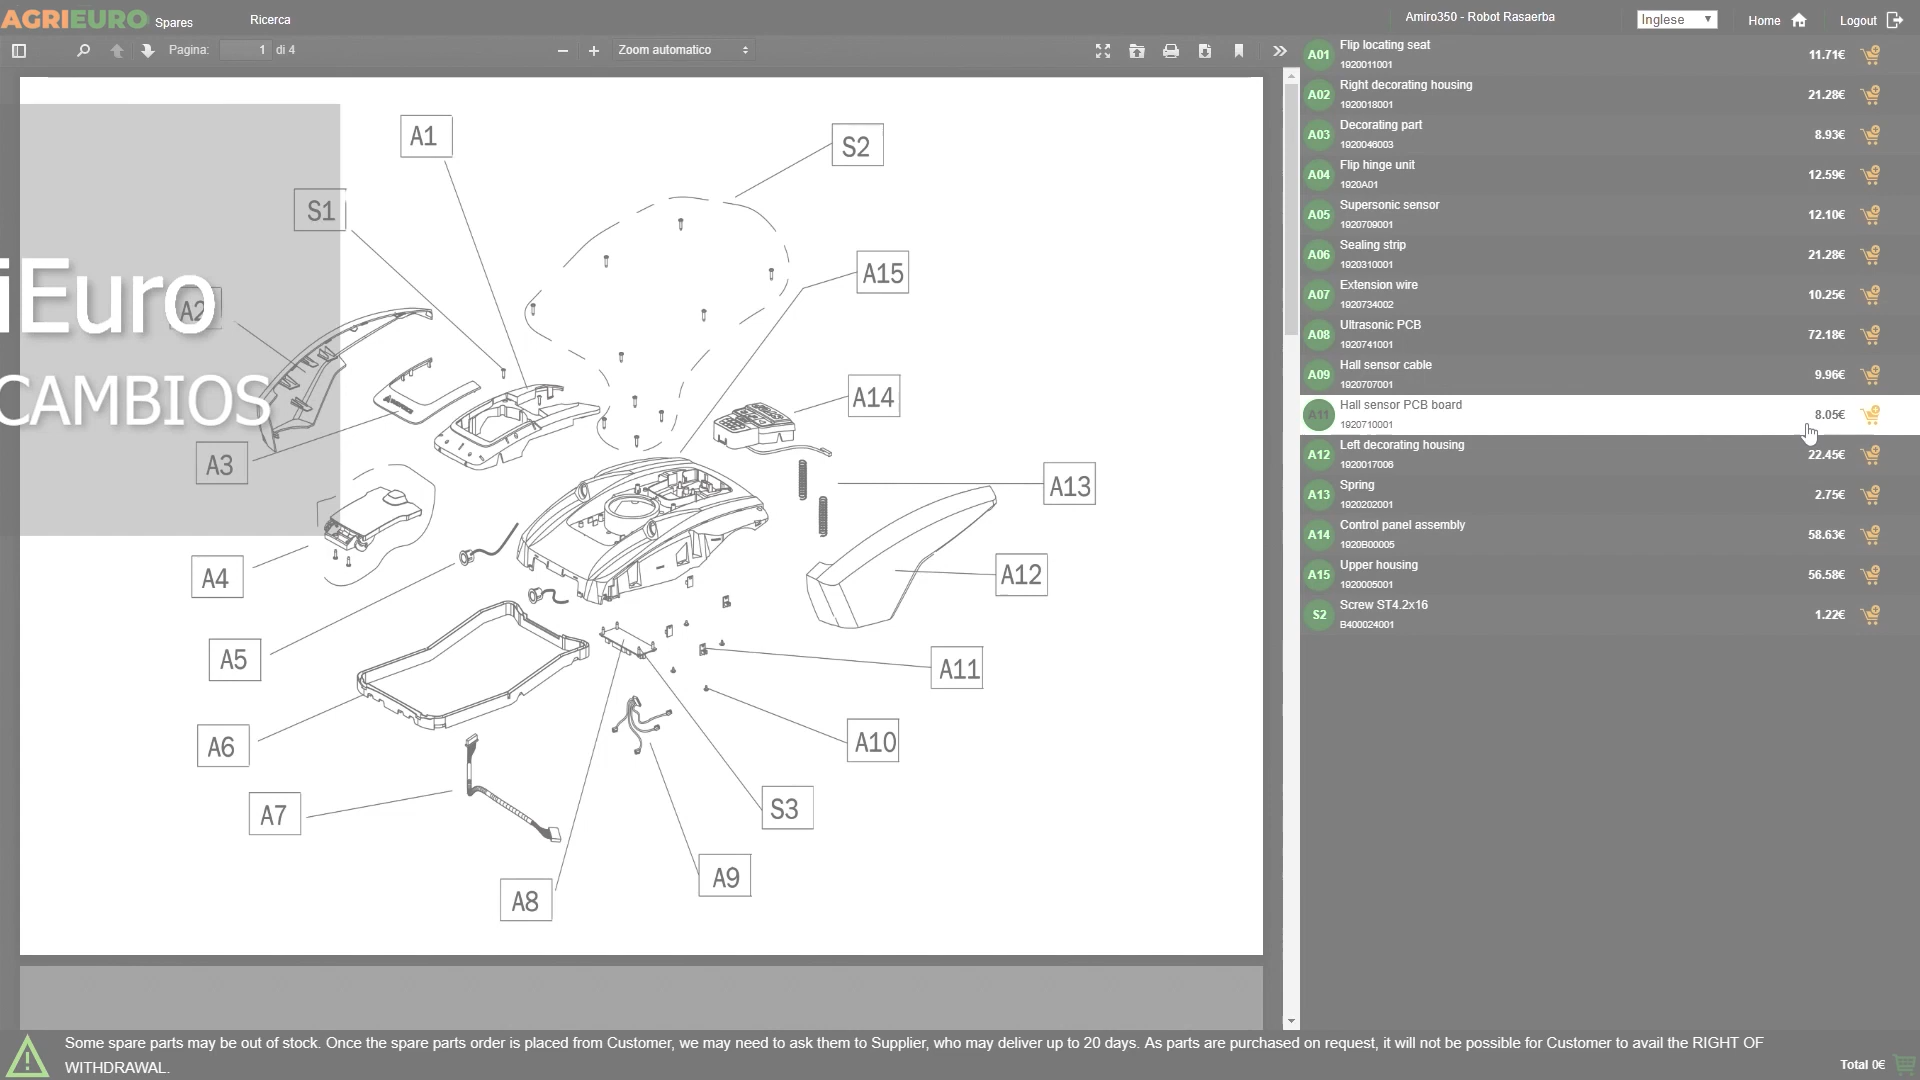 AGRIEURO Spares
Ricerca
Amiro350 - Robot Rasaerba
Inglese
Home
Logout
Pagina: 1 di 4
Zoom automatico
A1
S2
S1
A15
A2
iEuro
CAMBIOS
A14
A3
A13
A4
A12
A5
A11
A6
A10
A7
S3
A9
A8
A01 Flip locating seat 11.71€
1920011001
A02 Right decorating housing 21.28€
1920018001
A03 Decorating part 8.93€
1920046003
A04 Flip hinge unit 12.59€
1920A01
A05 Supersonic sensor 12.10€
1920709001
A06 Sealing strip 21.28€
1920310001
A07 Extension wire 10.25€
1920734002
A08 Ultrasonic PCB 72.18€
1920741001
A09 Hall sensor cable 9.96€
1920707001
A11 Hall sensor PCB board 8.05€
1920710001
A12 Left decorating housing 22.45€
1920017006
A13 Spring 2.75€
1920202001
A14 Control panel assembly 58.63€
1920B00005
A15 Upper housing 56.58€
1920005001
S2 Screw ST4.2x16 1.22€
B400024001
Some spare parts may be out of stock. Once the spare parts order is placed from Customer, we may need to ask them to Supplier, who may deliver up to 20 days. As parts are purchased on request, it will not be possible for Customer to avail the RIGHT OF
WITHDRAWAL.
Total 0€